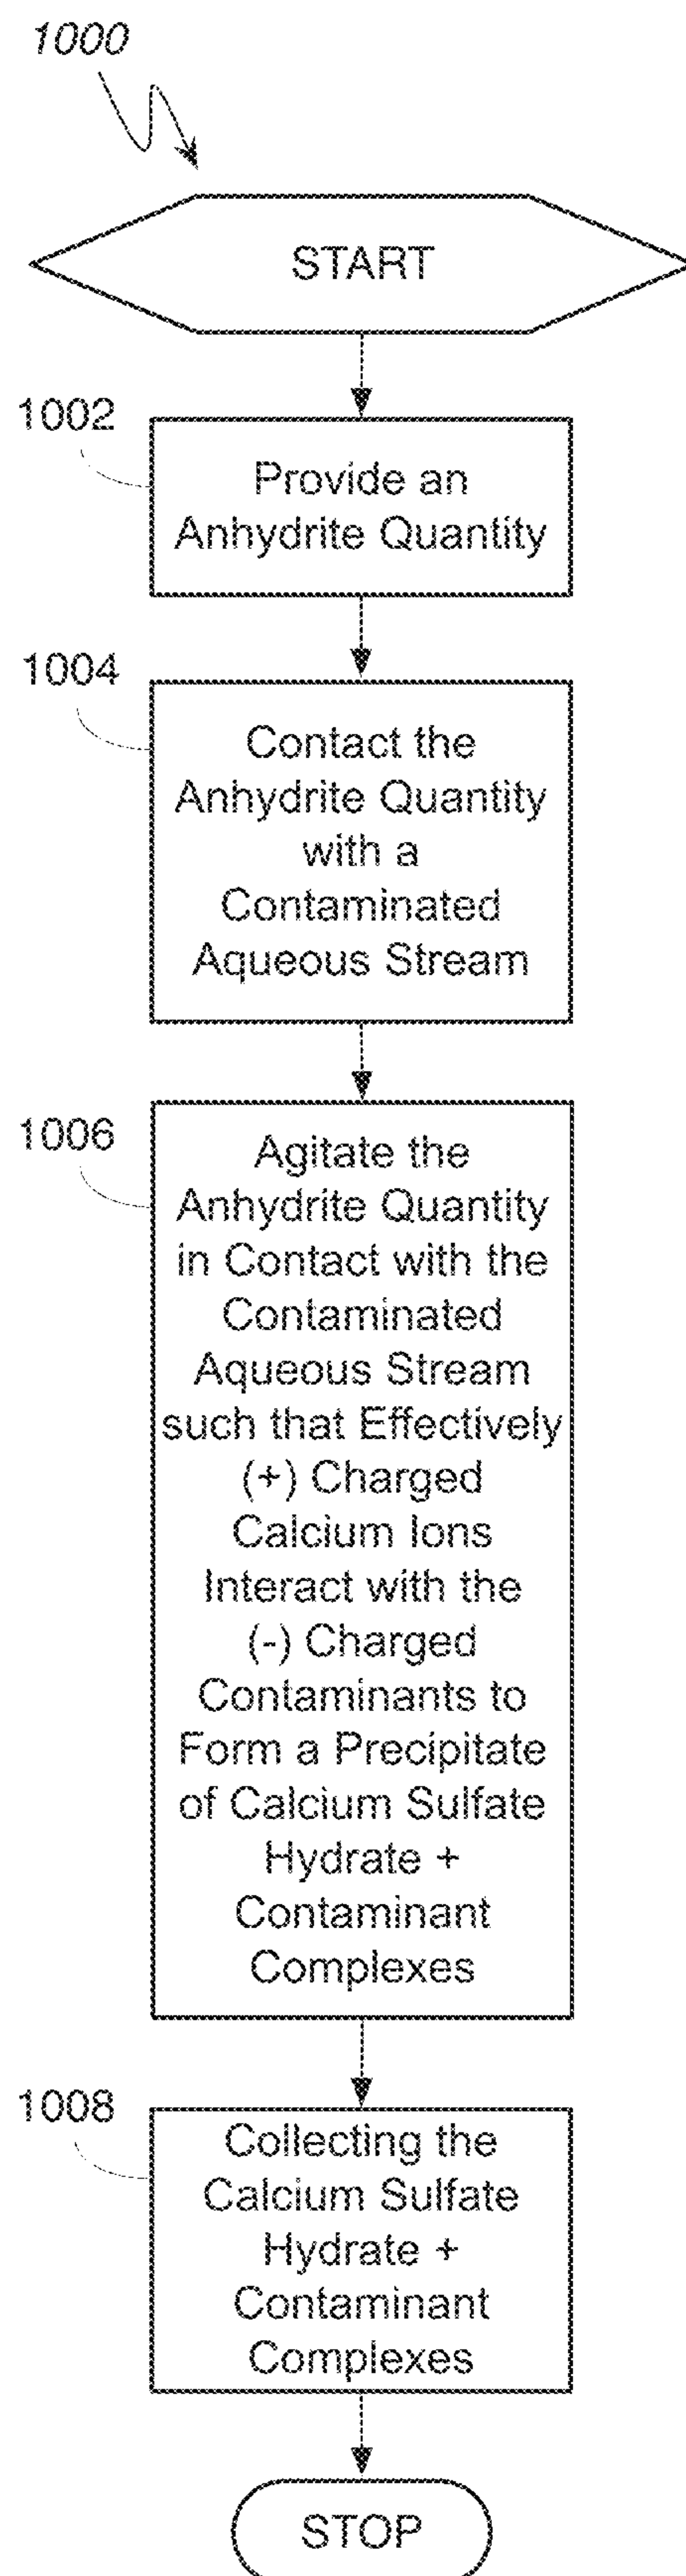 1000
START
1002
Provide an
Anhydrite Quantity
1004
Contact the
Anhydrite Quantity
with a
Contaminated
Aqueous Stream
1006
Agitate the
Anhydrite Quantity
in Contact with the
Contaminated
Aqueous Stream
such that Effectively
(+) Charged
Calcium Ions
Interact with the
(-) Charged
Contaminants to
Form a Precipitate
of Calcium Sulfate
Hydrate +
Contaminant
Complexes
1008
Collecting the
Calcium Sulfate
Hydrate +
Contaminant
Complexes
STOP